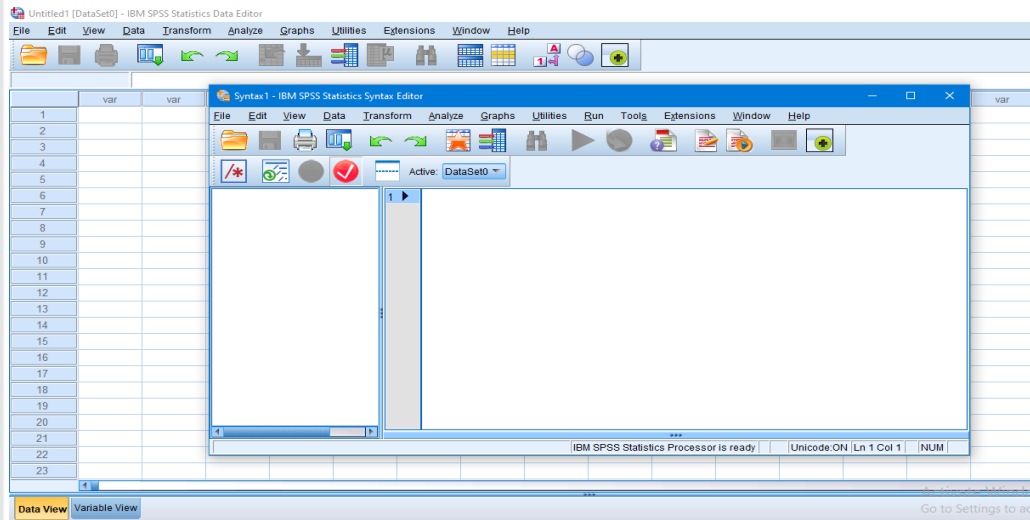 Untitled1 [DataSet0] - IBM SPSS Statistics Data Editor
File Edit View Data Transform Analyze Graphs Utilities Extensions Window Help
var var var
Syntax1 - IBM SPSS Statistics Syntax Editor
File Edit View Data Transform Analyze Graphs Utilities Run Tools Extensions Window Help
Active: DataSet0
1
1
2
3
4
5
6
7
8
9
10
11
12
13
14
15
16
17
18
19
20
21
22
23
IBM SPSS Statistics Processor is ready Unicode:ON Ln 1 Col 1 NUM
Data View Variable View
Go to Settings to